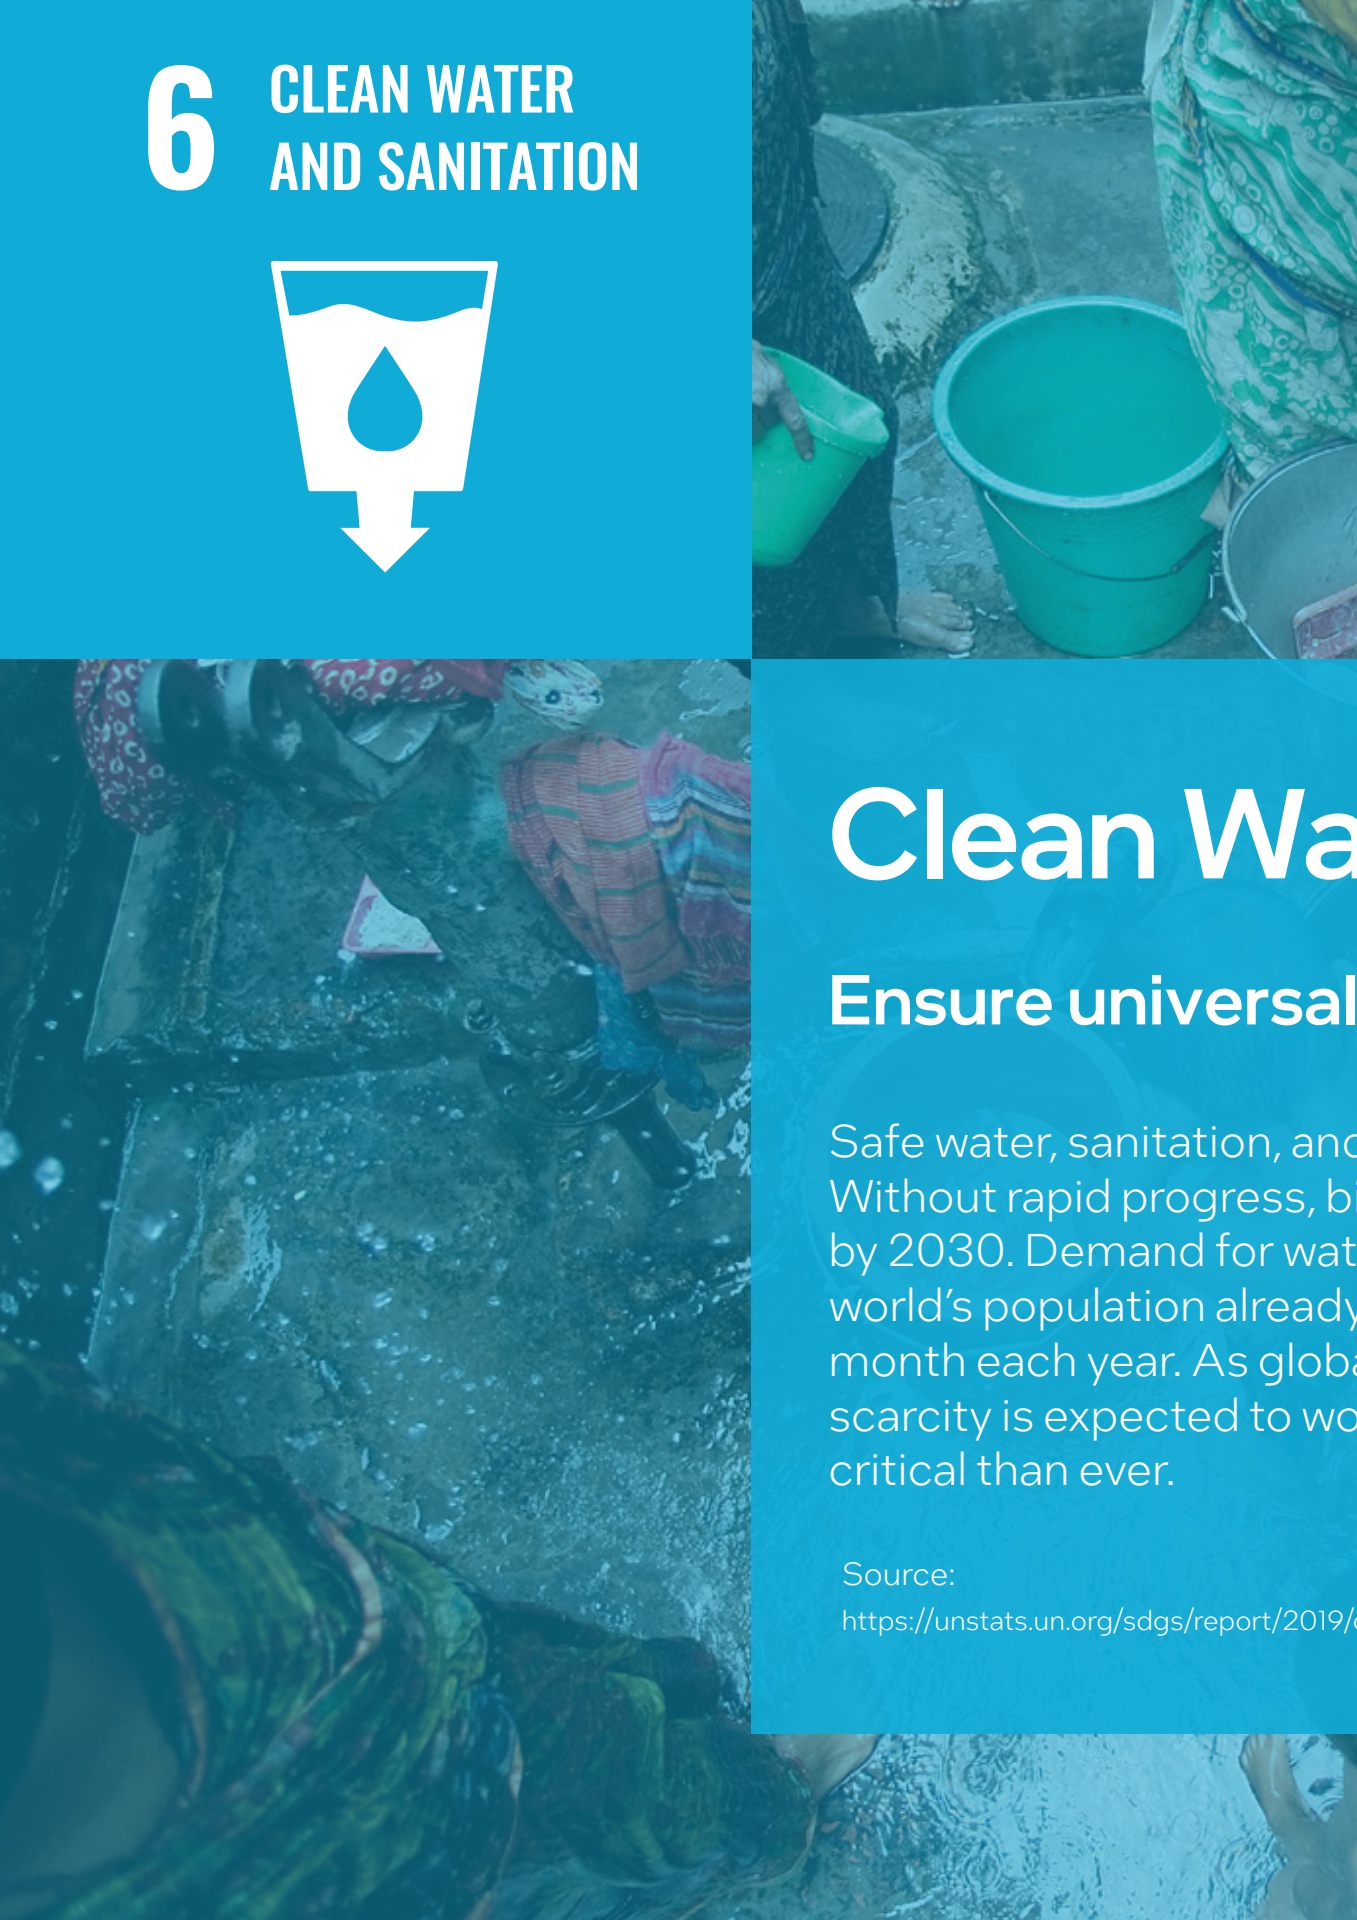 6
CLEAN WATER
AND SANITATION
Clean Wa
Ensure universal
Safe water, sanitation, and
Without rapid progress, bi
by 2030. Demand for wat
world’s population already
month each year. As globa
scarcity is expected to wo
critical than ever.
Source:
https://unstats.un.org/sdgs/report/2019/